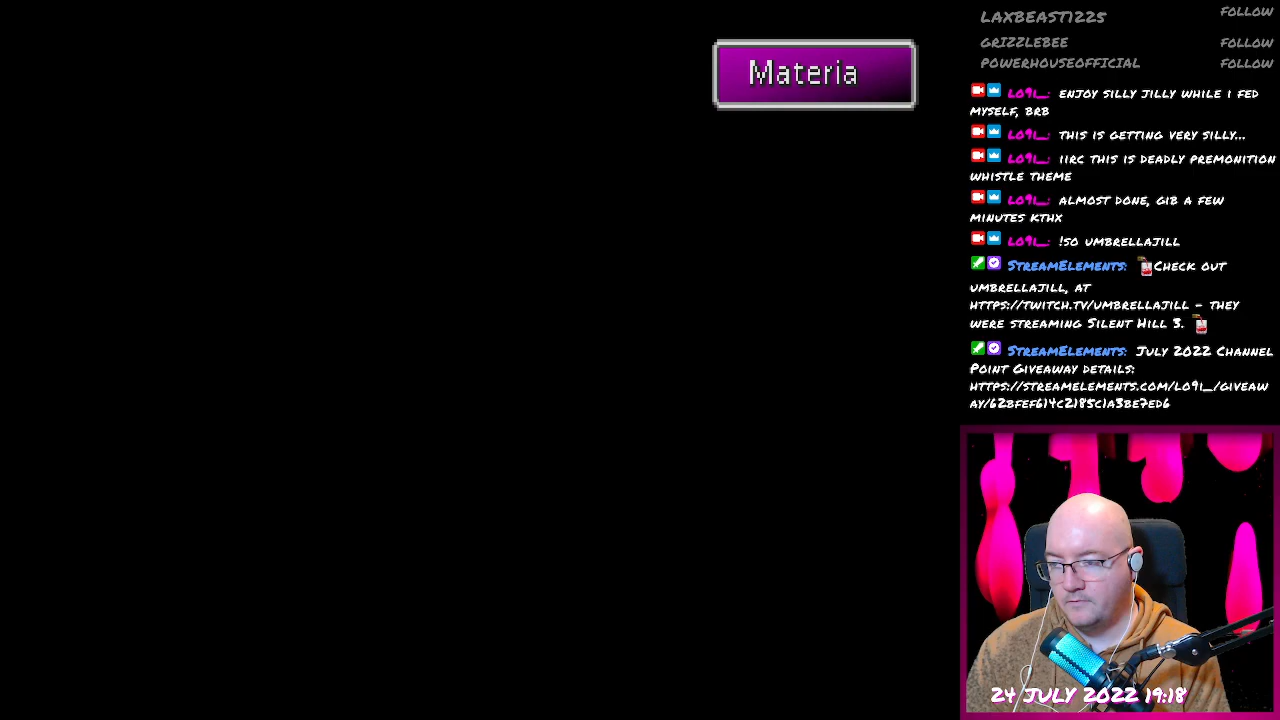 Materia
LAXBEAST1225 FOLLOW
GRIZZLEBEE FOLLOW
POWERHOUSEOFFICIAL FOLLOW
LO9I_: ENJOY SILLY JILLY WHILE I FED
MYSELF, BRB
LO9I_: THIS IS GETTING VERY SILLY...
LO9I_: IIRC THIS IS DEADLY PREMONITION
WHISTLE THEME
LO9I_: ALMOST DONE, GIB A FEW
MINUTES KTHX
LO9I_: !SO UMBRELLAJILL
STREAMELEMENTS: CHECK OUT
UMBRELLAJILL, AT
HTTPS://TWITCH.TV/UMBRELLAJILL - THEY
WERE STREAMING SILENT HILL 3.
STREAMELEMENTS: JULY 2022 CHANNEL
POINT GIVEAWAY DETAILS:
HTTPS://STREAMELEMENTS.COM/LO9I_/GIVEAW
AY/62BFEF614C2185C1A3BE7ED6
24 JULY 2022 19:18